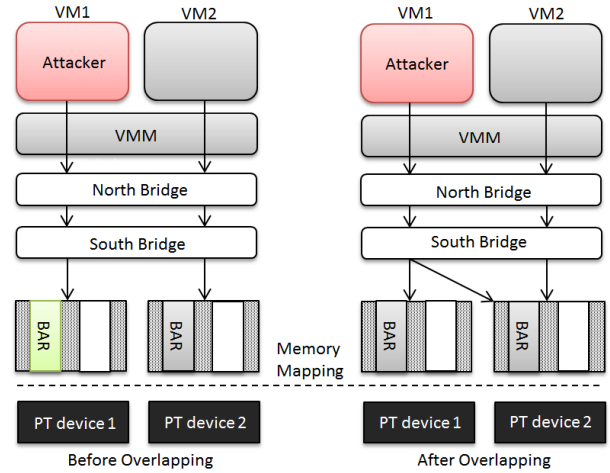 VM1 VM2
Attacker
VMM
North Bridge
South Bridge
BAR BAR
PT device 1 PT device 2
Before Overlapping
Memory
Mapping
VM1 VM2
Attacker
VMM
North Bridge
South Bridge
BAR BAR
PT device 1 PT device 2
After Overlapping